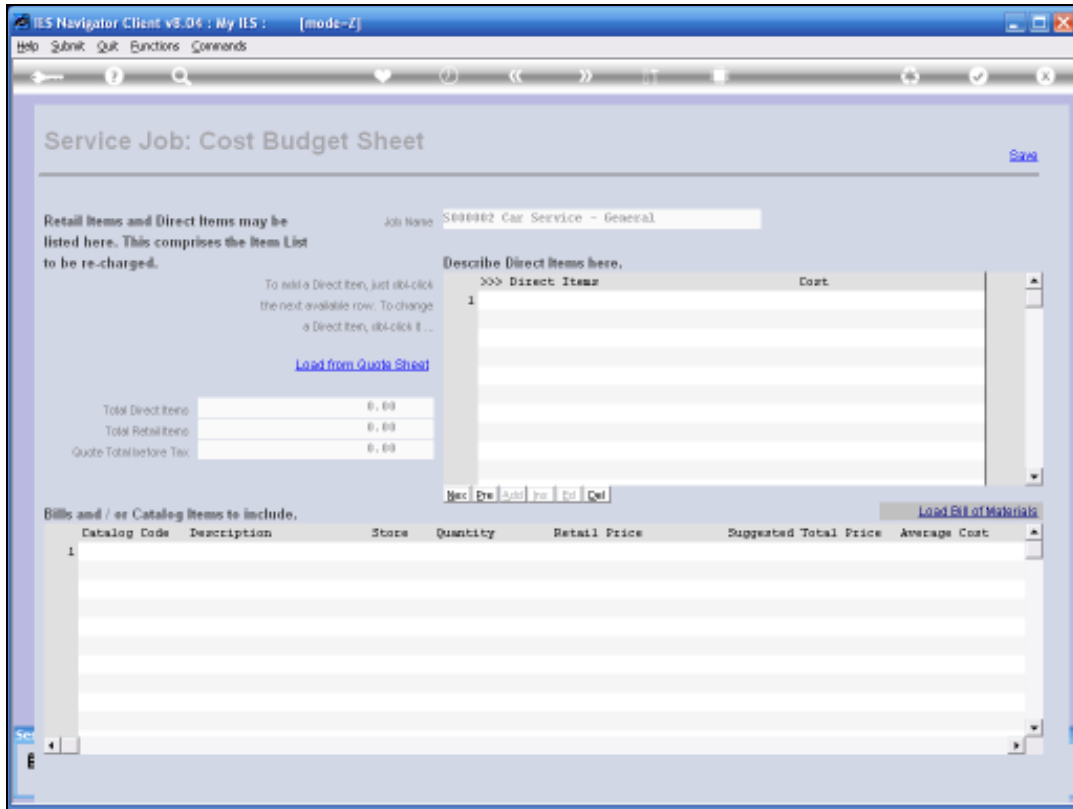 IES Navigator Client v8.04 : My IES : [mode=Z]
Help Submit Quit Functions Commands
Service Job: Cost Budget Sheet
Save
Retail Items and Direct Items may be
listed here. This comprises the Item List
to be re-charged.
Job Name S000002 Car Service - General
Describe Direct Items here.
To add a Direct Item, just dbl-click
the next available row. To change
a Direct Item, dbl-click it ...
>>> Direct Items Cost
1
Load from Quote Sheet
Total Direct Items 0.00
Total Retail Items 0.00
Quote Total before Tax 0.00
Nex Pre Add Ins Ed Del
Bills and / or Catalog Items to include.
Load Bill of Materials
Catalog Code Description Store Quantity Retail Price Suggested Total Price Average Cost
1